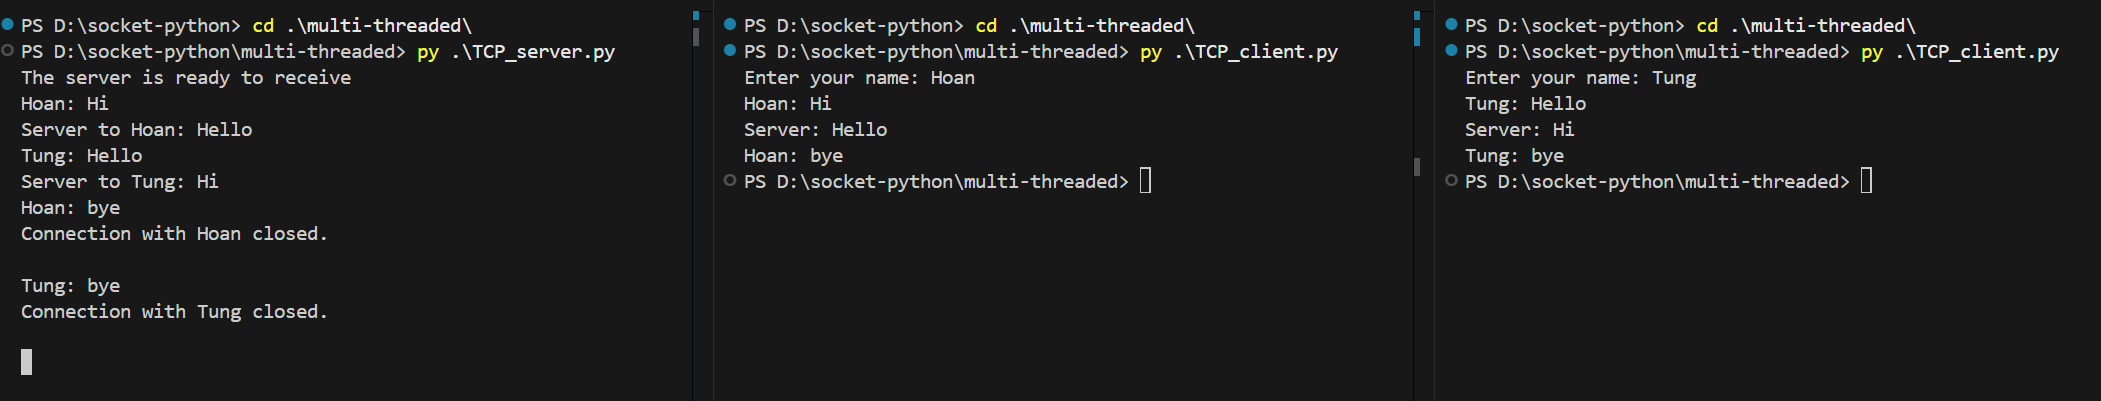 PS D:\socket-python> cd .\multi-threaded\
PS D:\socket-python\multi-threaded> py .\TCP_server.py
The server is ready to receive
Hoan: Hi
Server to Hoan: Hello
Tung: Hello
Server to Tung: Hi
Hoan: bye
Connection with Hoan closed.
Tung: bye
Connection with Tung closed.
PS D:\socket-python> cd .\multi-threaded\
PS D:\socket-python\multi-threaded> py .\TCP_client.py
Enter your name: Hoan
Hoan: Hi
Server: Hello
Hoan: bye
PS D:\socket-python\multi-threaded>
PS D:\socket-python> cd .\multi-threaded\
PS D:\socket-python\multi-threaded> py .\TCP_client.py
Enter your name: Tung
Tung: Hello
Server: Hi
Tung: bye
PS D:\socket-python\multi-threaded>